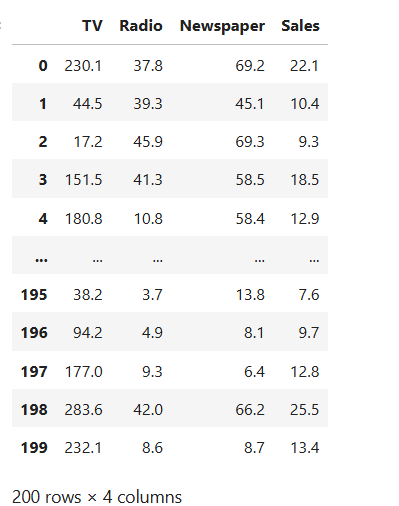 TV Radio Newspaper Sales
0 230.1 37.8 69.2 22.1
1 44.5 39.3 45.1 10.4
2 17.2 45.9 69.3 9.3
3 151.5 41.3 58.5 18.5
4 180.8 10.8 58.4 12.9
... ... ... ... ...
195 38.2 3.7 13.8 7.6
196 94.2 4.9 8.1 9.7
197 177.0 9.3 6.4 12.8
198 283.6 42.0 66.2 25.5
199 232.1 8.6 8.7 13.4
200 rows × 4 columns